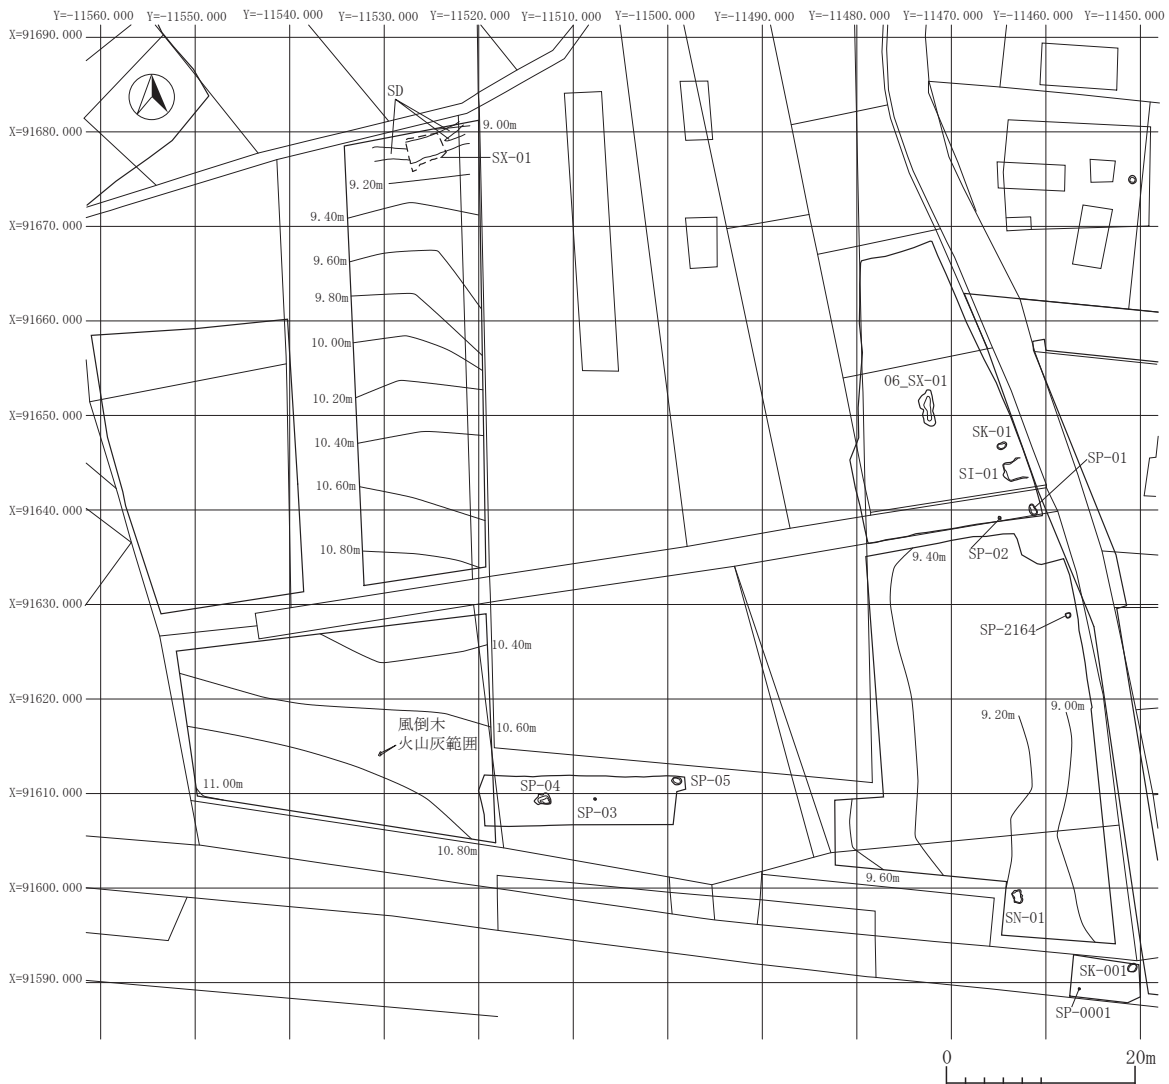 Y=-11560.000 Y=-11550.000 Y=-11540.000 Y=-11530.000 Y=-11520.000 Y=-11510.000 Y=-11500.000 Y=-11490.000 Y=-11480.000 Y=-11470.000 Y=-11460.000 Y=-11450.000
X=91690.000
SD
9.00m
X=91680.000
SX-01
9.20m
9.40m
X=91670.000
9.60m
9.80m
X=91660.000
10.00m
06_SX-01
10.20m
X=91650.000
SK-01
10.40m
SP-01
SI-01
10.60m
X=91640.000
10.80m
SP-02
9.40m
X=91630.000
SP-2164
10.40m
X=91620.000
9.00m
9.20m
風倒木
火山灰範囲
10.60m
11.00m
SP-04
SP-05
X=91610.000
SP-03
10.80m
9.60m
X=91600.000
SN-01
SK-001
X=91590.000
SP-0001
0 20m